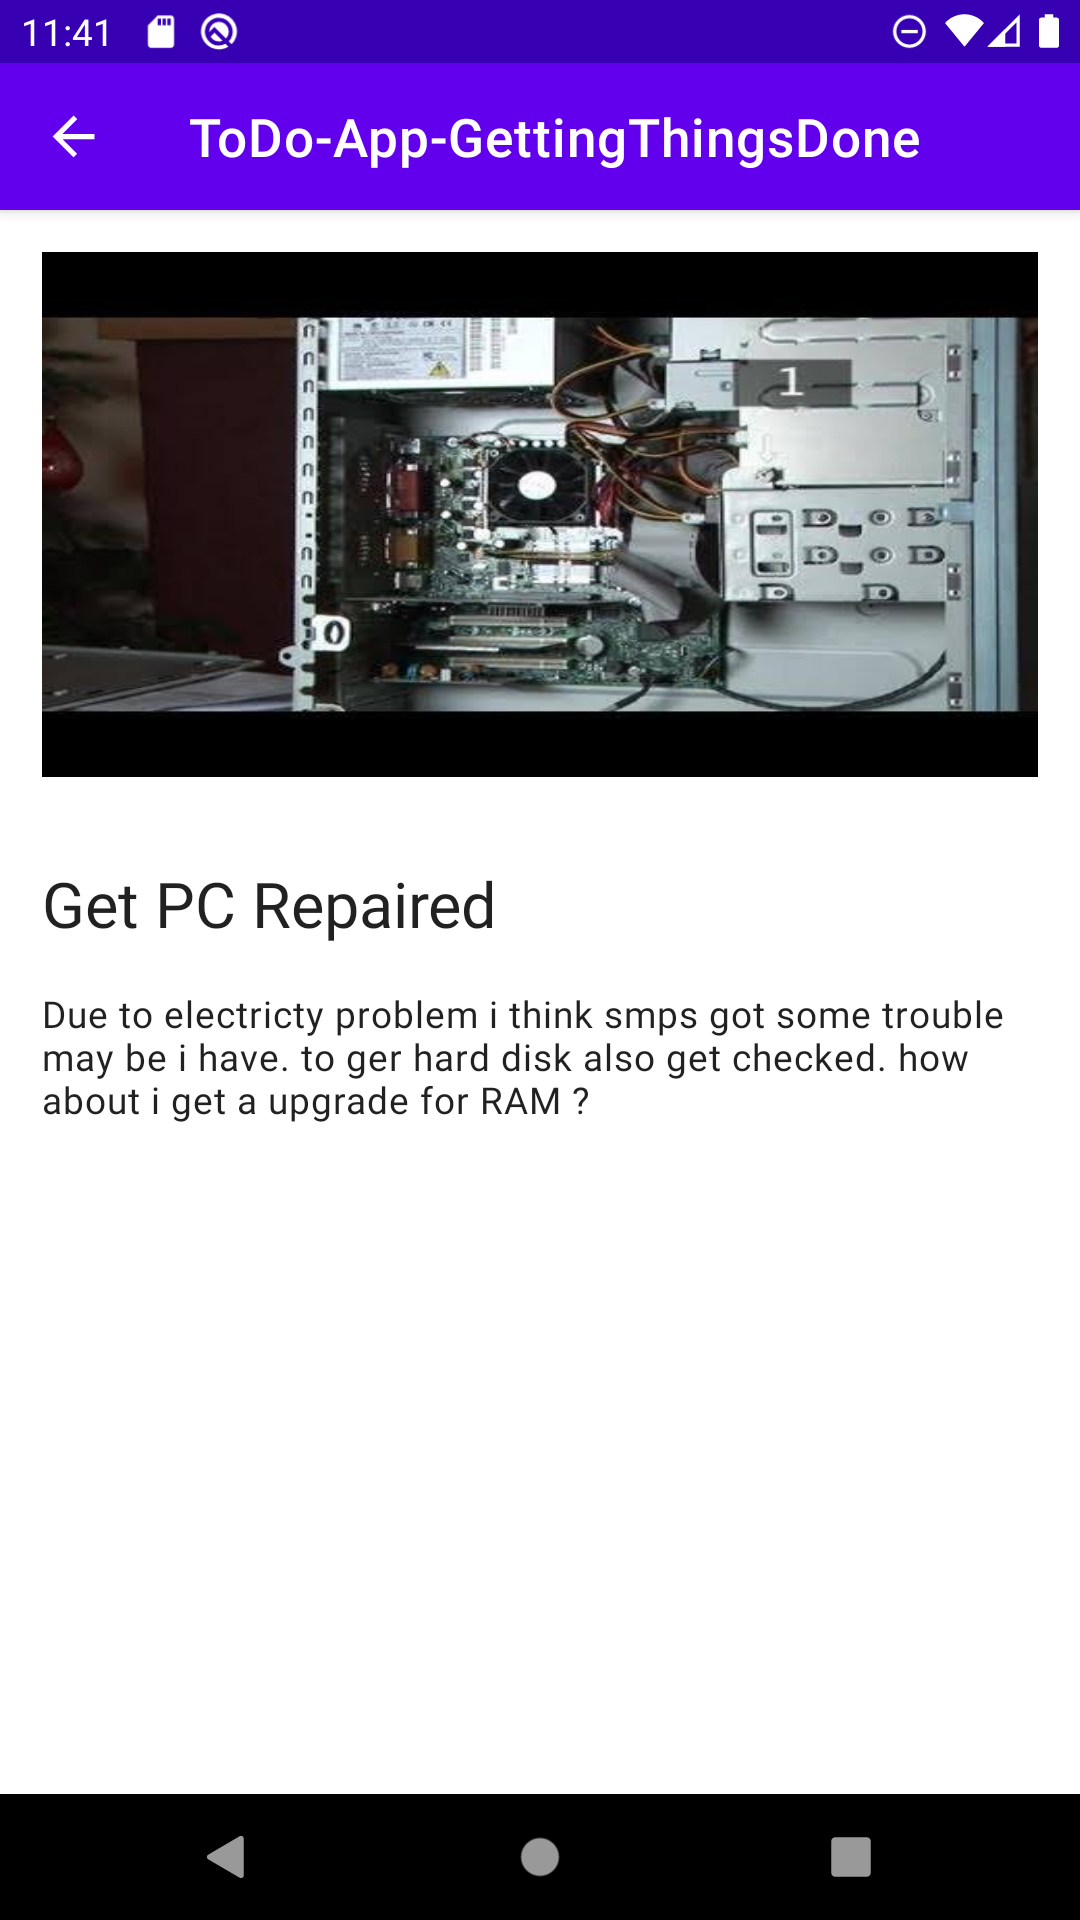 11:41
ToDo-App-GettingThingsDone
1
Get PC Repaired
Due to electricty problem i think smps got some trouble
may be i have. to ger hard disk also get checked. how
about i get a upgrade for RAM ?